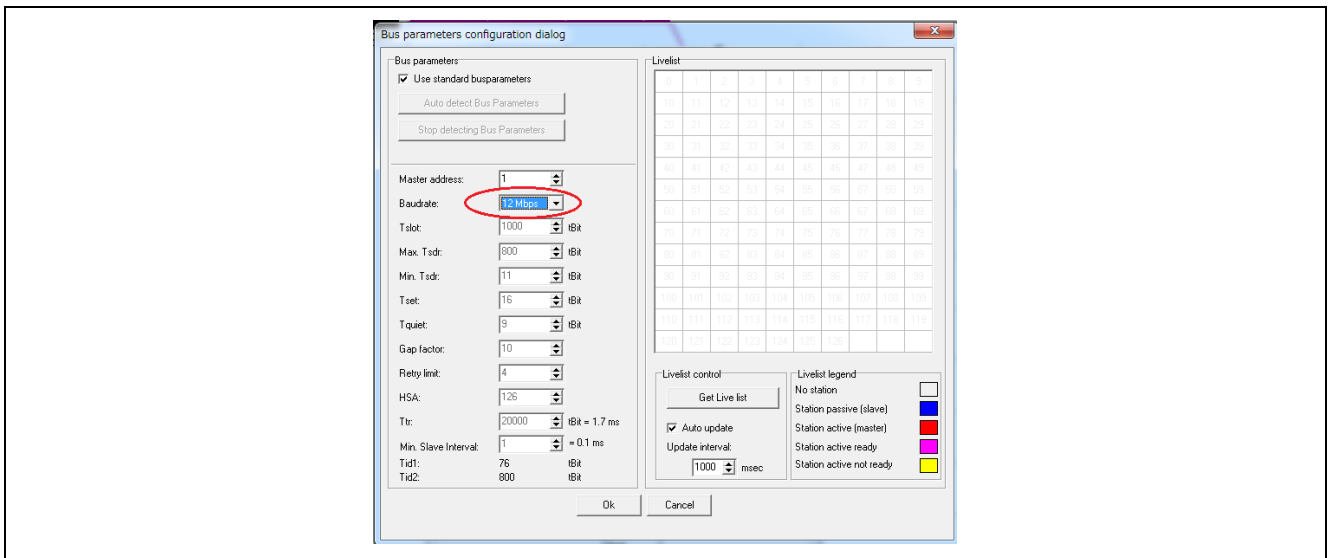 Bus parameters configuration dialog
Bus parameters
Use standard busparameters
Auto detect Bus Parameters
Stop detecting Bus Parameters
Master address: 1
Baudrate: 12 Mbps
Tslot: 1000 tBit
Max. Tsdr: 800 tBit
Min. Tsdr: 11 tBit
Tset: 16 tBit
Tquiet: 9 tBit
Gap factor: 10
Retry limit: 4
HSA: 126
Ttr: 20000 tBit = 1.7 ms
Min. Slave Interval: 1 = 0.1 ms
Tid1: 76 tBit
Tid2: 800 tBit
Livelist
0 1 2 3 4 5 6 7 8 9
10 11 12 13 14 15 16 17 18 19
20 21 22 23 24 25 26 27 28 29
30 31 32 33 34 35 36 37 38 39
40 41 42 43 44 45 46 47 48 49
50 51 52 53 54 55 56 57 58 59
60 61 62 63 64 65 66 67 68 69
70 71 72 73 74 75 76 77 78 79
80 81 82 83 84 85 86 87 88 89
90 91 92 93 94 95 96 97 98 99
100 101 102 103 104 105 106 107 108 109
110 111 112 113 114 115 116 117 118 119
120 121 122 123 124 125 126
Livelist control
Get Live list
Auto update
Update interval:
1000 msec
Livelist legend
No station
Station passive (slave)
Station active (master)
Station active ready
Station active not ready
Ok
Cancel